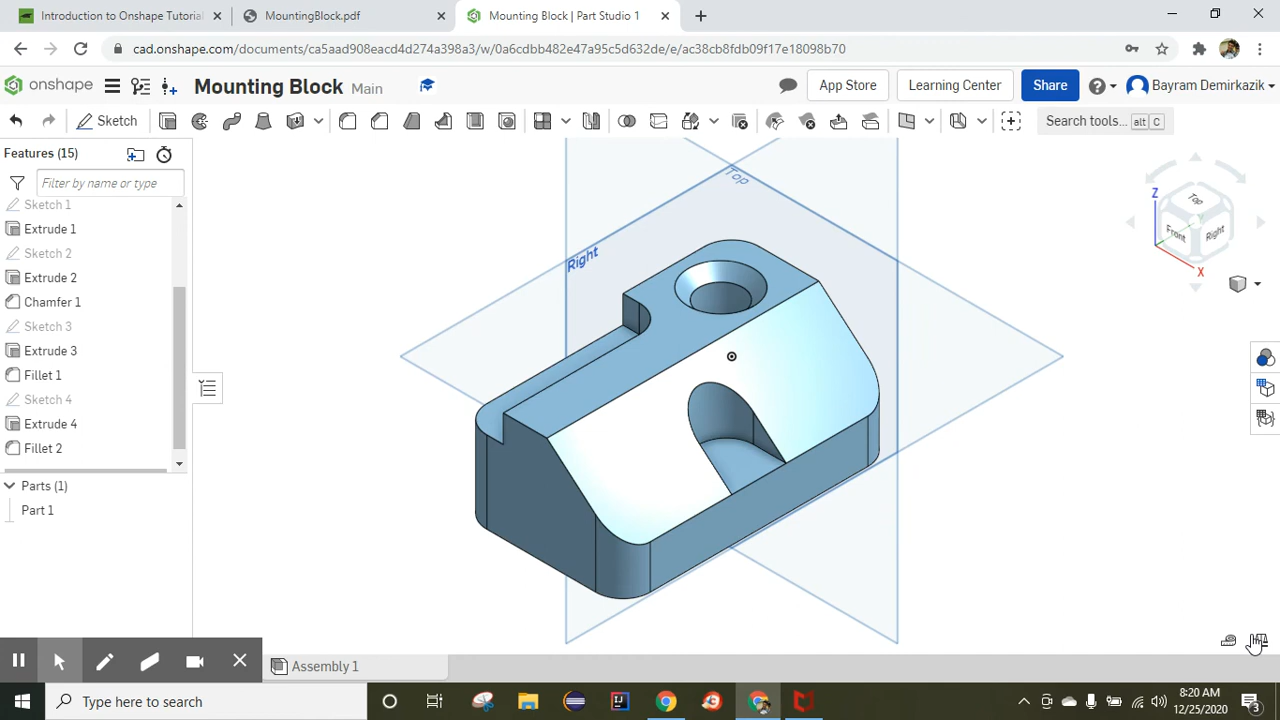 Introduction to Onshape Tutorial
MountingBlock.pdf
Mounting Block | Part Studio 1
cad.onshape.com/documents/ca5aad908eacd4d274a398a3/w/0a6cdbb482e47a95c5d632de/e/ac38cb8fdb09f17e18098b70
onshape
Mounting Block Main
App Store
Learning Center
Share
Bayram Demirkazik
Sketch
Search tools... alt C
Features (15)
Filter by name or type
Sketch 1
Extrude 1
Sketch 2
Extrude 2
Chamfer 1
Sketch 3
Extrude 3
Fillet 1
Sketch 4
Extrude 4
Fillet 2
Parts (1)
Part 1
Top
Right
Z
Top
Front
Right
X
Assembly 1
Type here to search
8:20 AM
12/25/2020
3